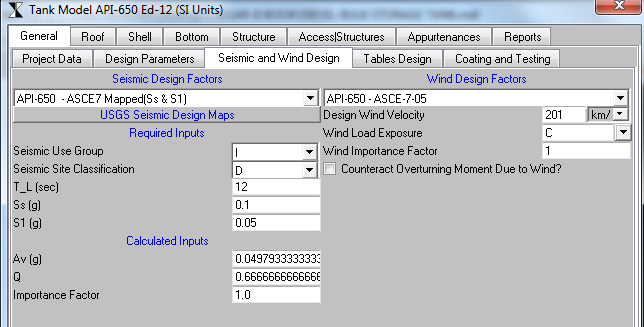 Tank Model API-650 Ed-12 (SI Units)
General Roof Shell Bottom Structure Access|Structures Appurtenances Reports
Project Data Design Parameters Seismic and Wind Design Tables Design Coating and Testing
Seismic Design Factors Wind Design Factors
API-650 - ASCE7 Mapped(Ss & S1) API-650 - ASCE-7-05
USGS Seismic Design Maps Design Wind Velocity 201 km/
Required Inputs Wind Load Exposure C
Seismic Use Group I Wind Importance Factor 1
Seismic Site Classification D Counteract Overturning Moment Due to Wind?
T_L (sec) 12
Ss (g) 0.1
S1 (g) 0.05
Calculated Inputs
Av (g) 0.0497933333333
Q 0.6666666666666
Importance Factor 1.0